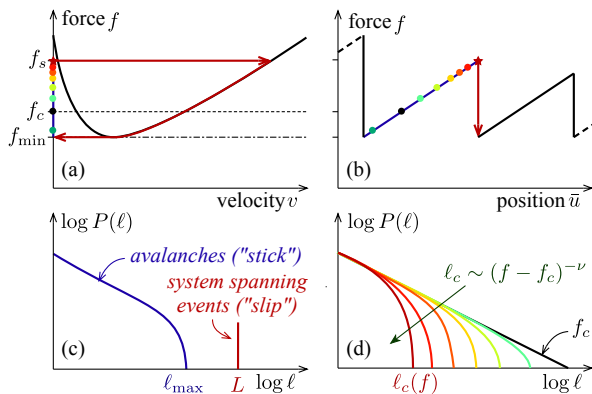 force f
f_s
f_c
f_min
(a)
velocity v
force f
(b)
position ū
log P(ℓ)
avalanches ("stick")
system spanning
events ("slip")
(c)
ℓ_max
L
log ℓ
log P(ℓ)
ℓ_c ∼ (f − f_c)^{−ν}
f_c
(d)
ℓ_c(f)
log ℓ